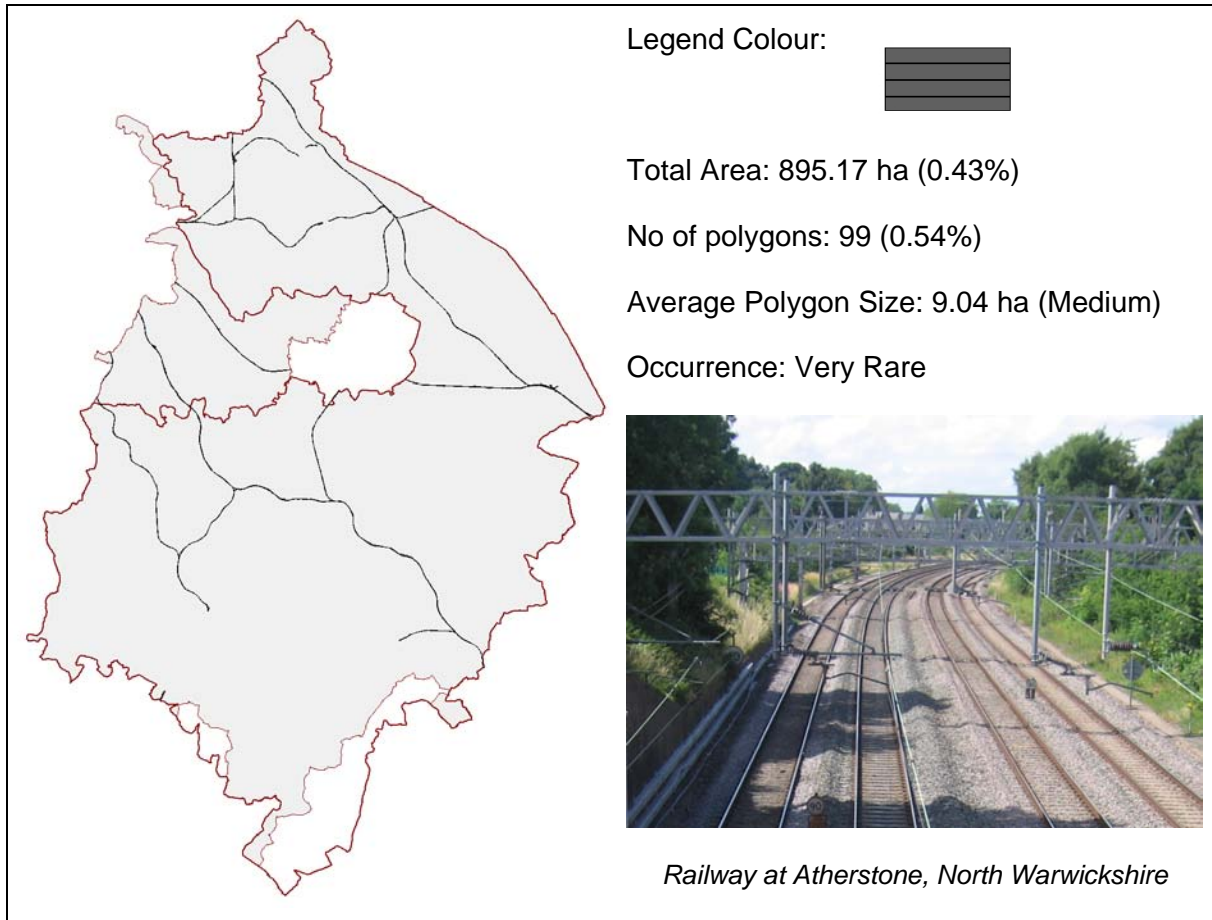 Legend Colour:
Total Area: 895.17 ha (0.43%)
No of polygons: 99 (0.54%)
Average Polygon Size: 9.04 ha (Medium)
Occurrence: Very Rare
Railway at Atherstone, North Warwickshire